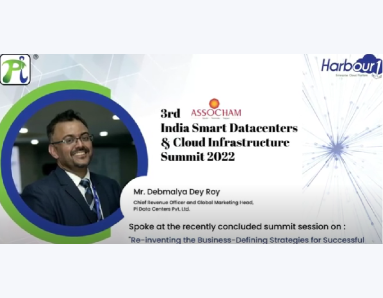 Pi
®
Harbour1
3rd ASSOCHAM
India Smart Datacenters
& Cloud Infrastructure
Summit 2022
Mr. Debmalya Dey Roy
Chief Revenue Officer and Global Marketing Head,
Pi Data Centers Pvt. Ltd.
Spoke at the recently concluded summit session on :
"Re-inventing the Business-Defining Strategies for Successful